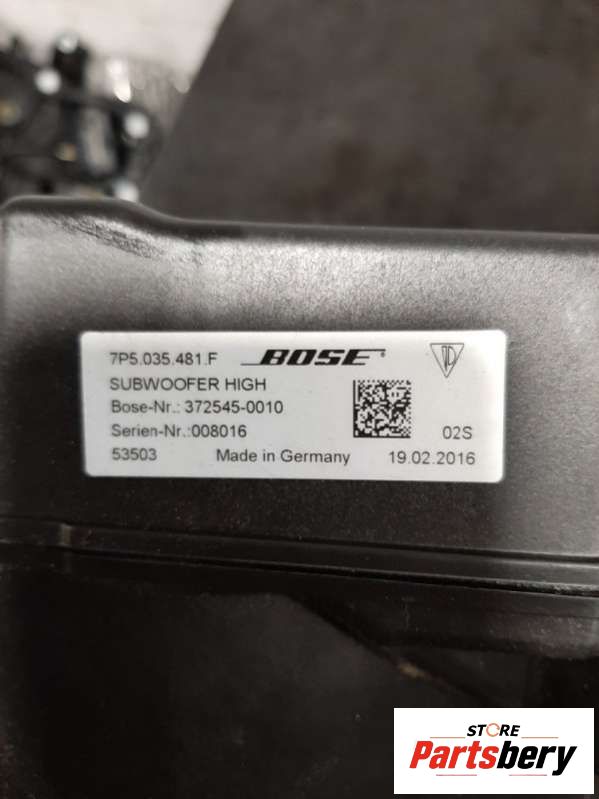 7P5.035.481.F BOSE®
SUBWOOFER HIGH
Bose-Nr.: 372545-0010
Serien-Nr.:008016 02S
53503 Made in Germany 19.02.2016
STORE
Partsbery